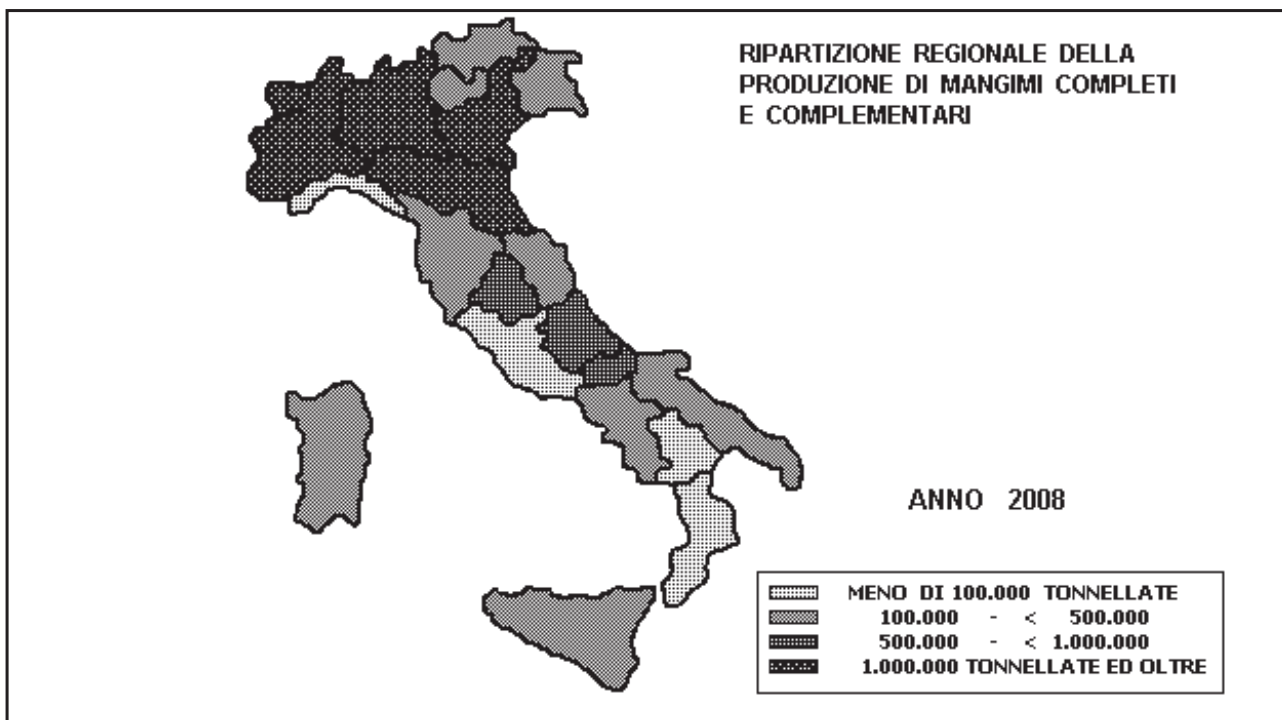 RIPARTIZIONE REGIONALE DELLA
PRODUZIONE DI MANGIMI COMPLETI
E COMPLEMENTARI
ANNO 2008
MENO DI 100.000 TONNELLATE
100.000 - < 500.000
500.000 - < 1.000.000
1.000.000 TONNELLATE ED OLTRE